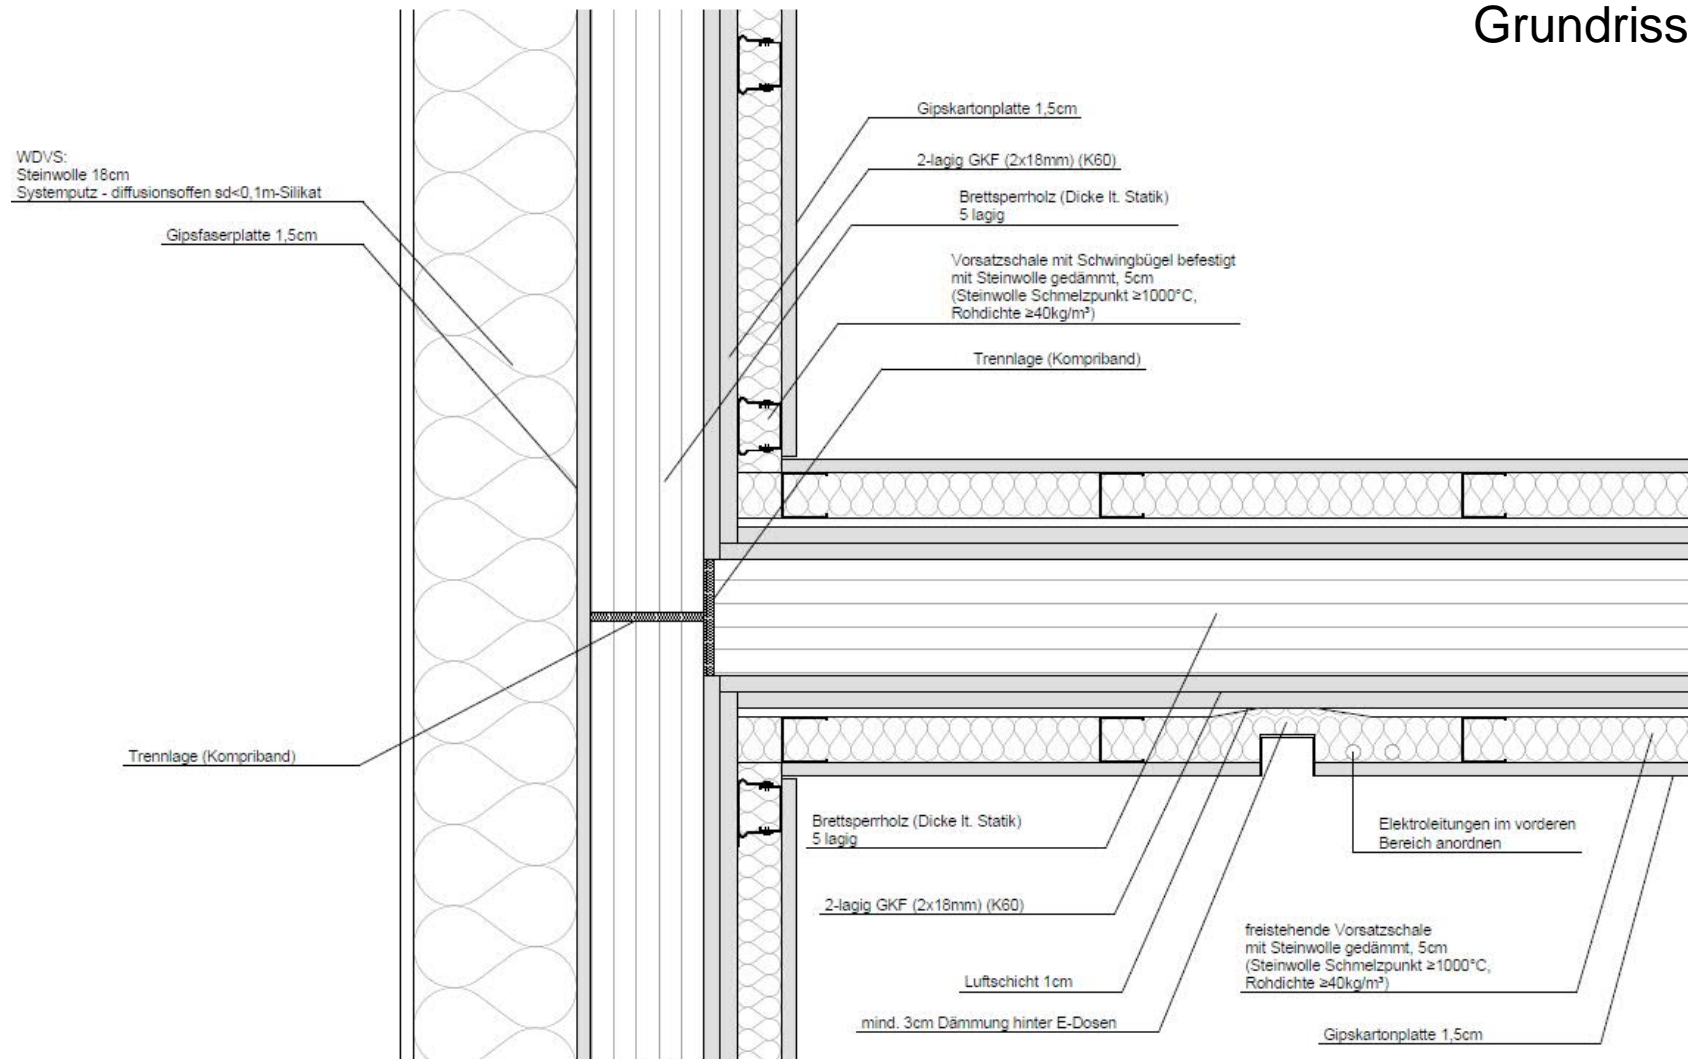 Grundriss
WDVS:
Steinwolle 18cm
Systemputz - diffusionsoffen sd<0,1m-Silikat
Gipsfaserplatte 1,5cm
Gipskartonplatte 1,5cm
2-lagig GKF (2x18mm) (K60)
Brettsperrholz (Dicke lt. Statik)
5 lagig
Vorsatzschale mit Schwingbügel befestigt
mit Steinwolle gedämmt, 5cm
(Steinwolle Schmelzpunkt ≥1000°C,
Rohdichte ≥40kg/m³)
Trennlage (Kompriband)
Trennlage (Kompriband)
Brettsperrholz (Dicke lt. Statik)
5 lagig
2-lagig GKF (2x18mm) (K60)
Luftschicht 1cm
mind. 3cm Dämmung hinter E-Dosen
Elektroleitungen im vorderen
Bereich anordnen
freistehende Vorsatzschale
mit Steinwolle gedämmt, 5cm
(Steinwolle Schmelzpunkt ≥1000°C,
Rohdichte ≥40kg/m³)
Gipskartonplatte 1,5cm